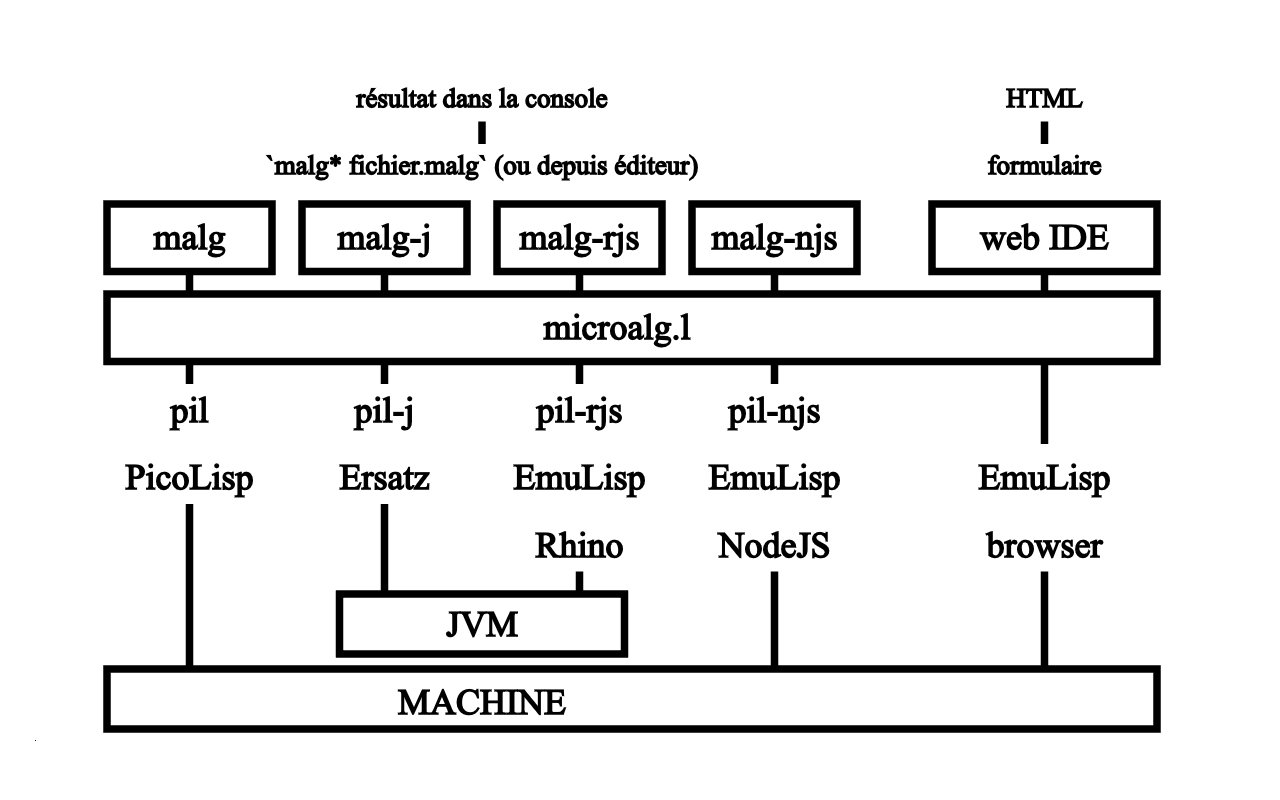 résultat dans la console
HTML
`malg* fichier.malg` (ou depuis éditeur)
formulaire
malg
malg-j
malg-rjs
malg-njs
web IDE
microalg.l
pil
pil-j
pil-rjs
pil-njs
PicoLisp
Ersatz
EmuLisp
EmuLisp
EmuLisp
Rhino
NodeJS
browser
JVM
MACHINE